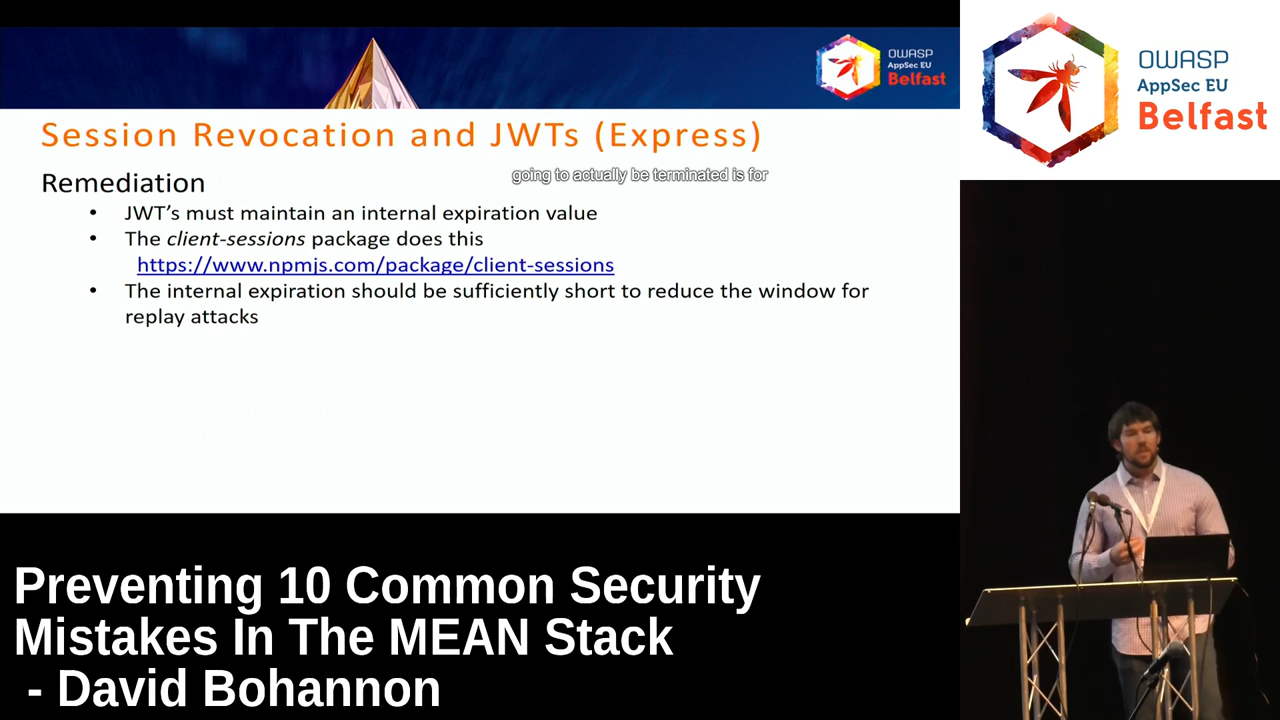 OWASP
AppSec EU
Belfast
OWASP
AppSec EU
Belfast
Session Revocation and JWTs (Express)
going to actually be terminated is for
Remediation
• JWT's must maintain an internal expiration value
• The client-sessions package does this
https://www.npmjs.com/package/client-sessions
• The internal expiration should be sufficiently short to reduce the window for
replay attacks
Preventing 10 Common Security
Mistakes In The MEAN Stack
- David Bohannon